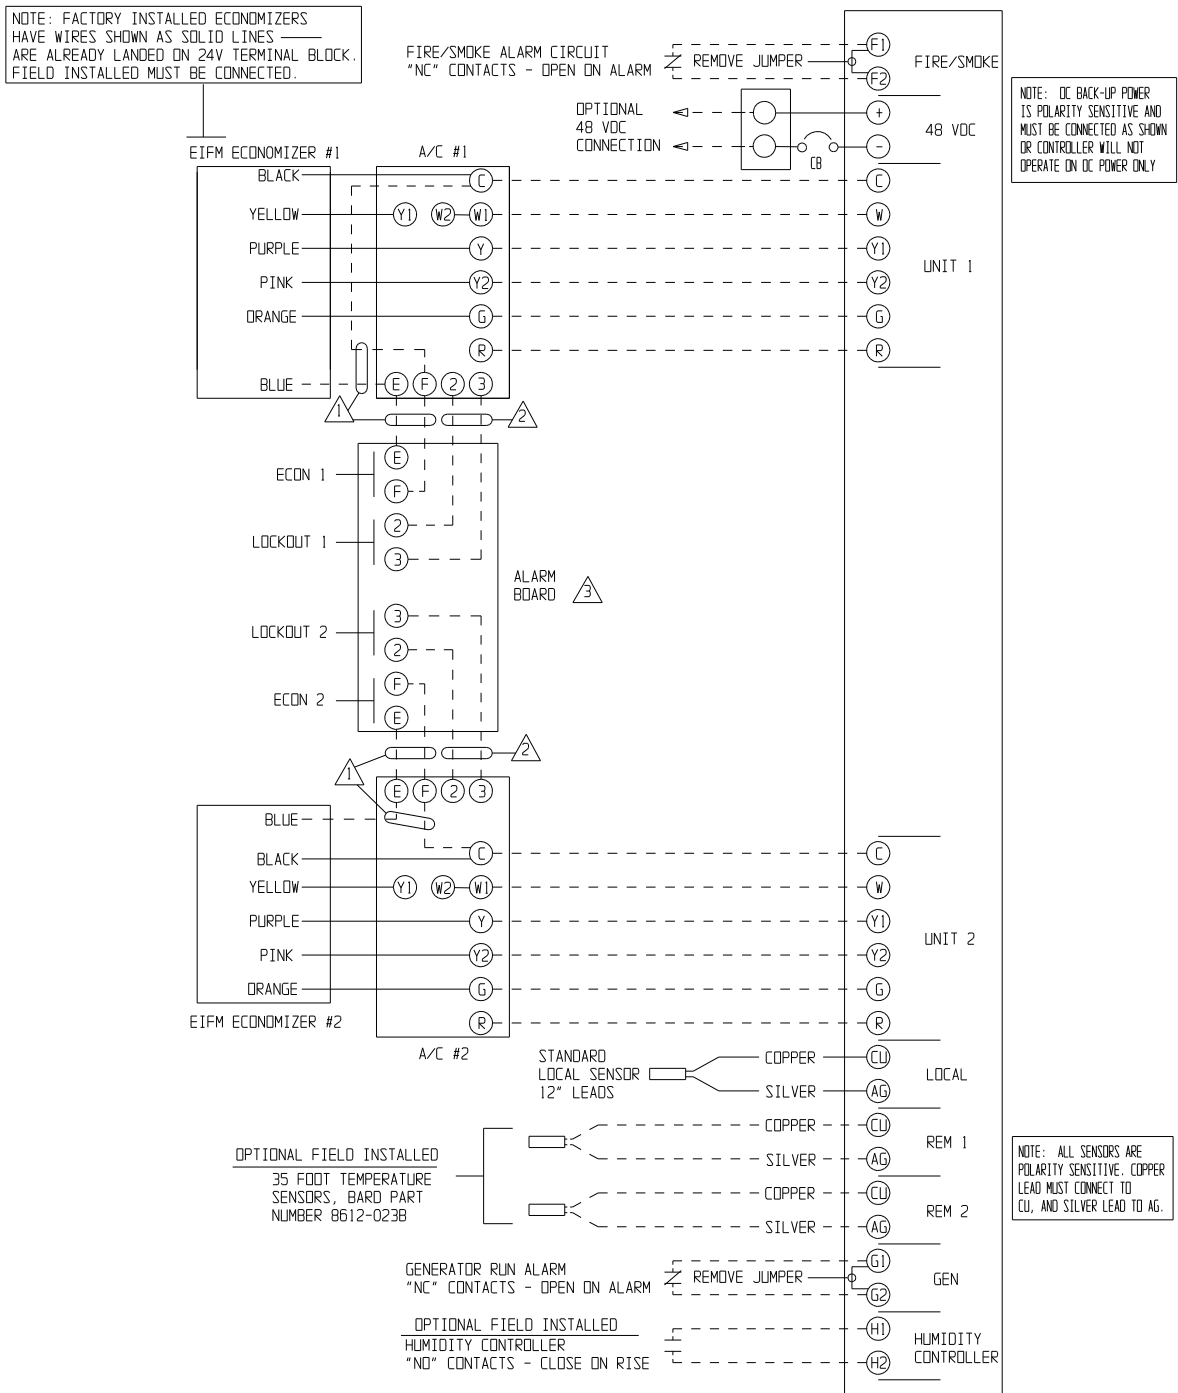 NOTE: FACTORY INSTALLED ECONOMIZERS
HAVE WIRES SHOWN AS SOLID LINES
ARE ALREADY LANDED ON 24V TERMINAL BLOCK.
FIELD INSTALLED MUST BE CONNECTED.
FIRE/SMOKE ALARM CIRCUIT
"NC" CONTACTS - OPEN ON ALARM
REMOVE JUMPER
F1
F2
FIRE/SMOKE
OPTIONAL
48 VDC
CONNECTION
CB
+
-
48 VDC
NOTE: DC BACK-UP POWER
IS POLARITY SENSITIVE AND
MUST BE CONNECTED AS SHOWN
OR CONTROLLER WILL NOT
OPERATE ON DC POWER ONLY
EIFM ECONOMIZER #1
A/C #1
BLACK
C
C
YELLOW
Y1
W2
W1
W
PURPLE
Y
Y1
UNIT 1
PINK
Y2
Y2
ORANGE
G
G
R
R
BLUE
E
F
2
3
1
2
ECON 1
E
F
LOCKOUT 1
2
3
ALARM
BOARD
3
LOCKOUT 2
3
2
ECON 2
F
E
1
2
E
F
2
3
BLUE
BLACK
C
C
YELLOW
Y1
W2
W1
W
PURPLE
Y
Y1
UNIT 2
PINK
Y2
Y2
ORANGE
G
G
EIFM ECONOMIZER #2
R
R
A/C #2
STANDARD
LOCAL SENSOR
12" LEADS
COPPER
CU
SILVER
AG
LOCAL
OPTIONAL FIELD INSTALLED
35 FOOT TEMPERATURE
SENSORS, BARD PART
NUMBER 8612-023B
COPPER
CU
SILVER
AG
REM 1
COPPER
CU
SILVER
AG
REM 2
NOTE: ALL SENSORS ARE
POLARITY SENSITIVE. COPPER
LEAD MUST CONNECT TO
CU, AND SILVER LEAD TO AG.
GENERATOR RUN ALARM
"NC" CONTACTS - OPEN ON ALARM
REMOVE JUMPER
G1
G2
GEN
OPTIONAL FIELD INSTALLED
HUMIDITY CONTROLLER
"NO" CONTACTS - CLOSE ON RISE
H1
H2
HUMIDITY
CONTROLLER